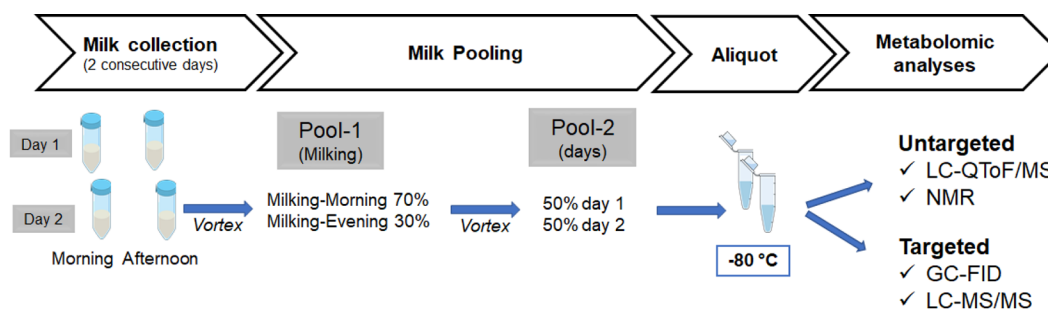 Milk collection
(2 consecutive days)
Milk Pooling
Aliquot
Metabolomic
analyses
Day 1
Day 2
Morning Afternoon
Vortex
Pool-1
(Milking)
Milking-Morning 70%
Milking-Evening 30%
Vortex
Pool-2
(days)
50% day 1
50% day 2
-80 °C
Untargeted
✓ LC-QToF/MS
✓ NMR
Targeted
✓ GC-FID
✓ LC-MS/MS